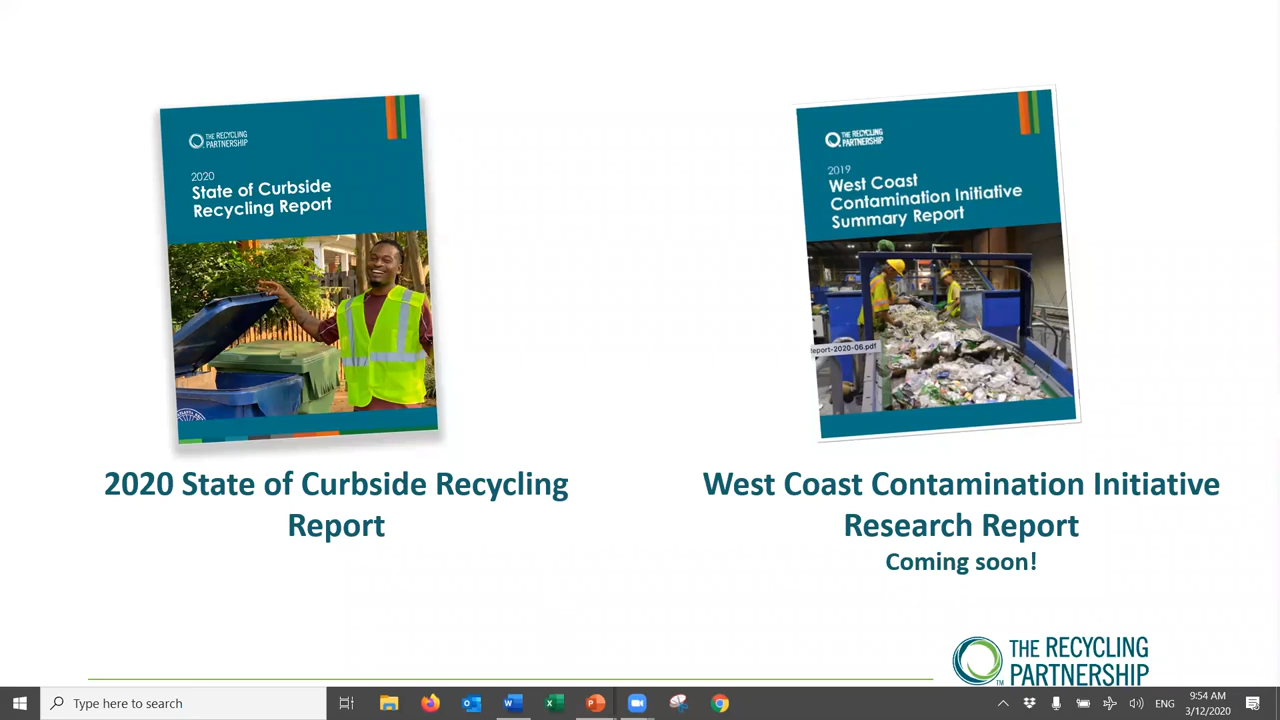 THE RECYCLING
PARTNERSHIP
2020
State of Curbside
Recycling Report
THE RECYCLING
PARTNERSHIP
2019
West Coast
Contamination Initiative
Summary Report
eport-2020-06.pdf
2020 State of Curbside Recycling
Report
West Coast Contamination Initiative
Research Report
Coming soon!
THE RECYCLING
PARTNERSHIP
TM
Type here to search
ENG
9:54 AM
3/12/2020